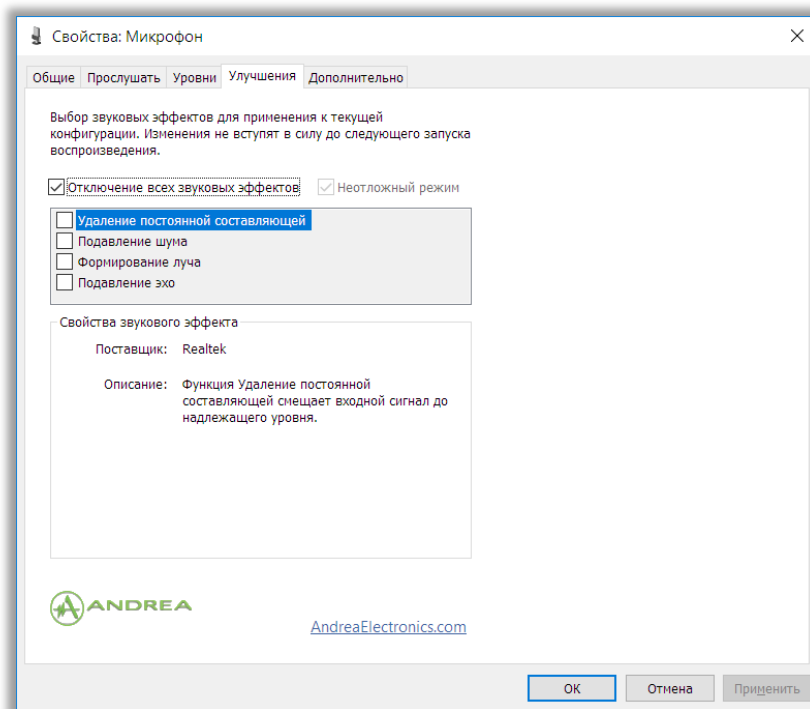 Свойства: Микрофон
Общие Прослушать Уровни Улучшения Дополнительно
Выбор звуковых эффектов для применения к текущей
конфигурации. Изменения не вступят в силу до следующего запуска
воспроизведения.
Отключение всех звуковых эффектов Неотложный режим
Удаление постоянной составляющей
Подавление шума
Формирование луча
Подавление эхо
Свойства звукового эффекта
Поставщик: Realtek
Описание: Функция Удаление постоянной
составляющей смещает входной сигнал до
надлежащего уровня.
ANDREA
AndreaElectronics.com
ОК Отмена Применить